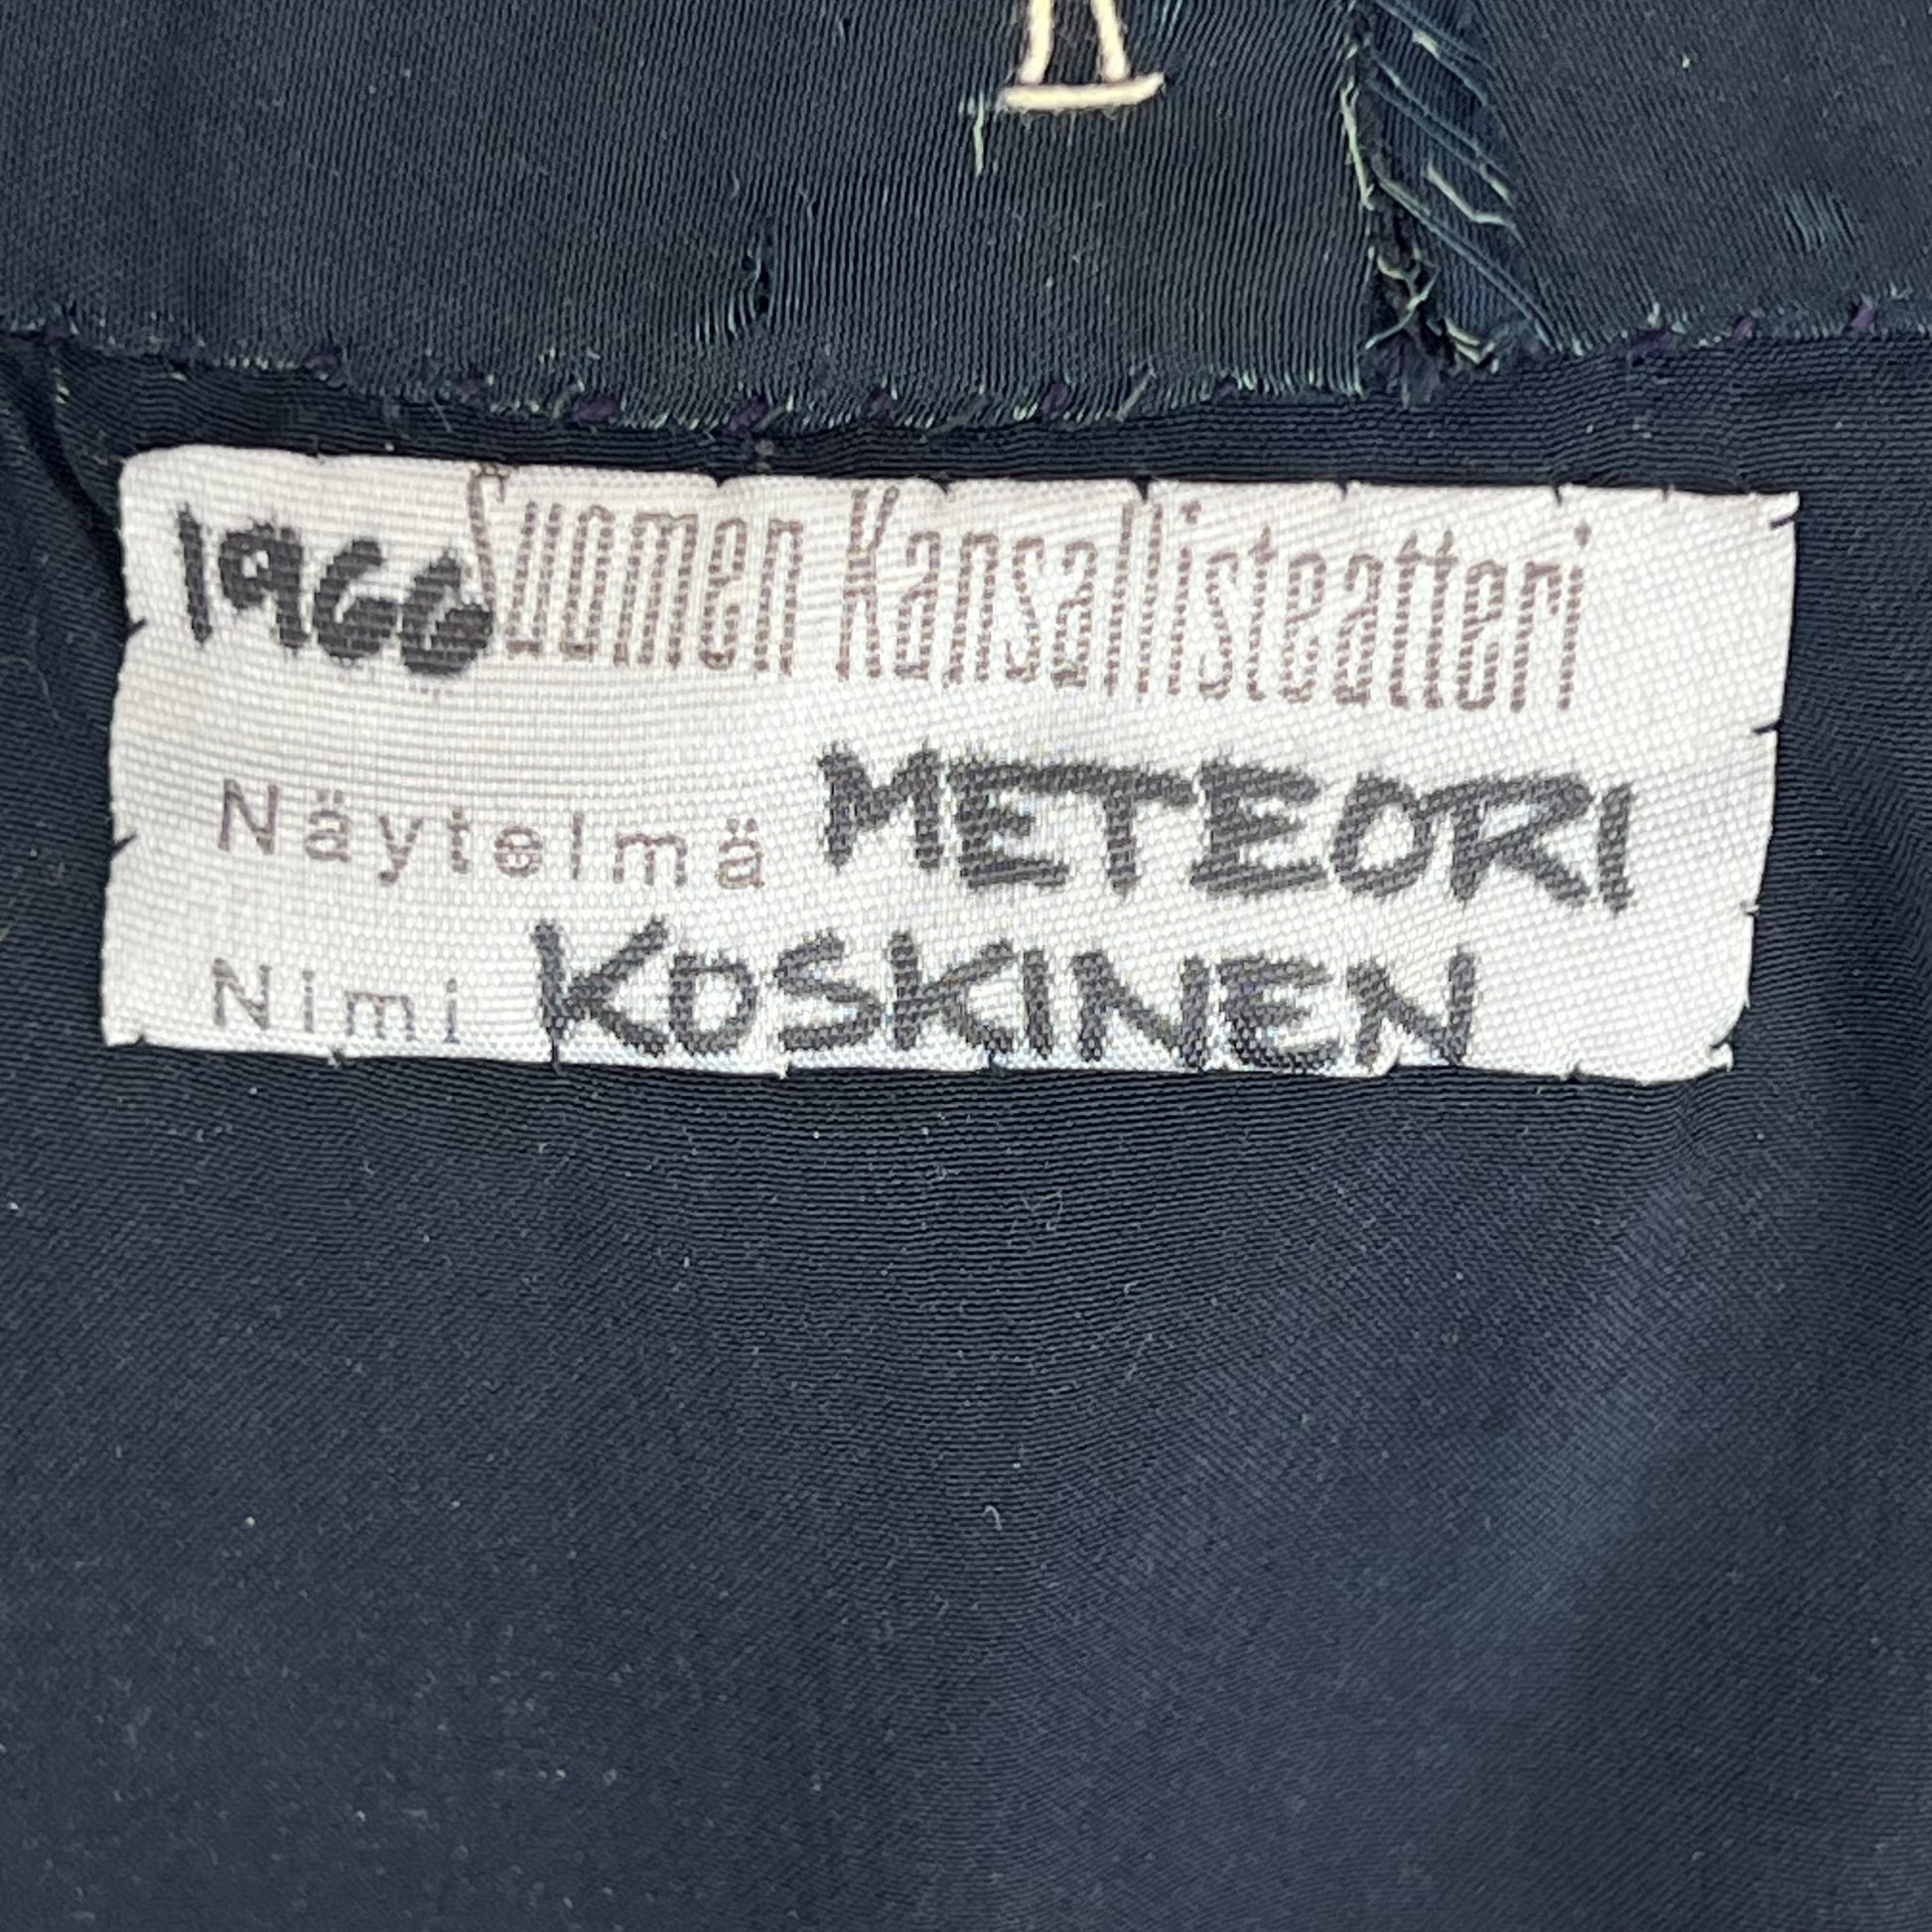 1966 Suomen Kansallisteatteri
Näytelmä METEORI
Nimi KOSKINEN